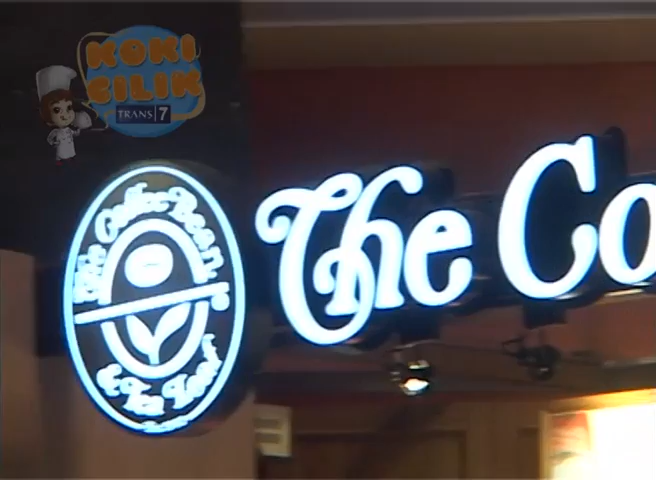 KOKI
CILIK
TRANS|7
The Co
The Coffee Bean
& Tea Leaf